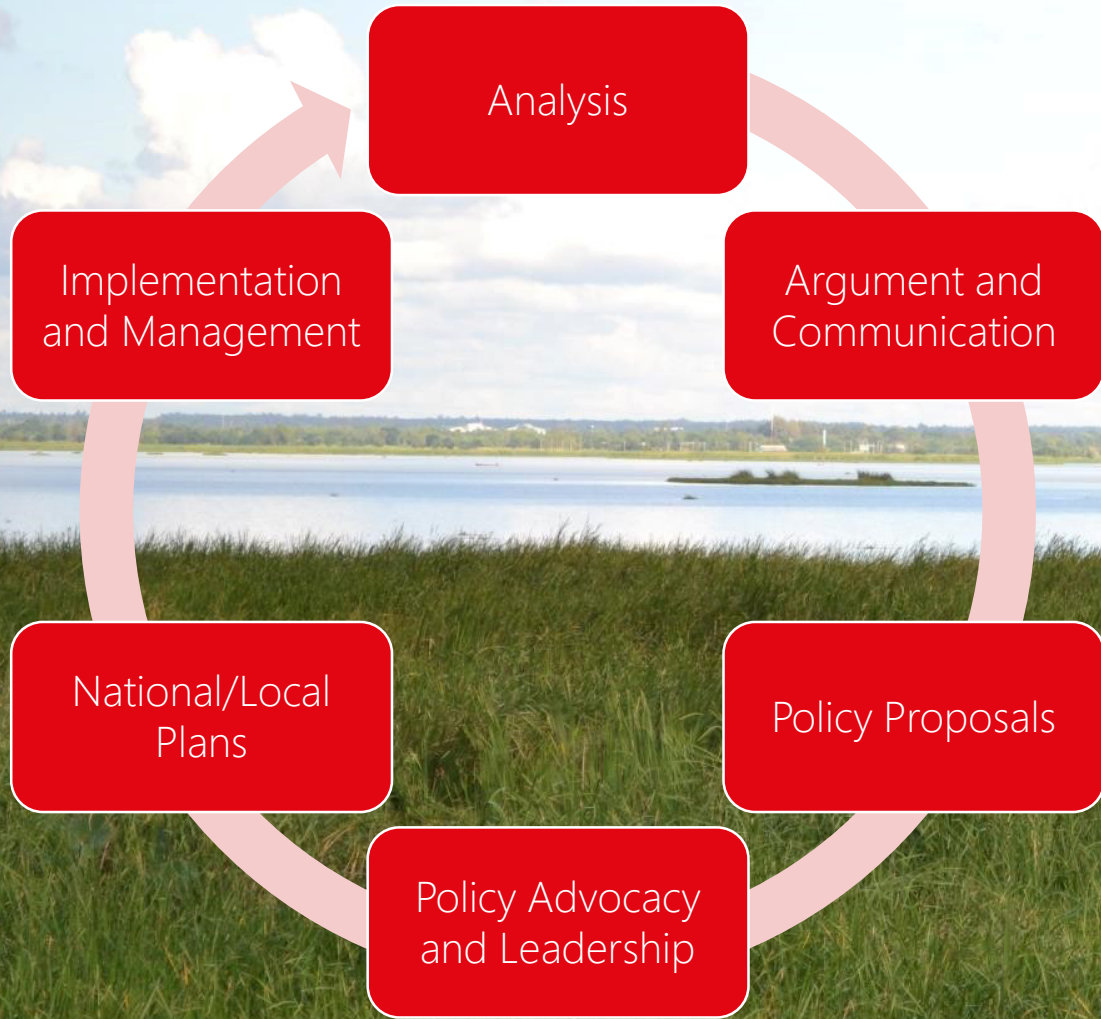 Analysis
Argument and
Communication
Policy Proposals
Policy Advocacy
and Leadership
National/Local
Plans
Implementation
and Management